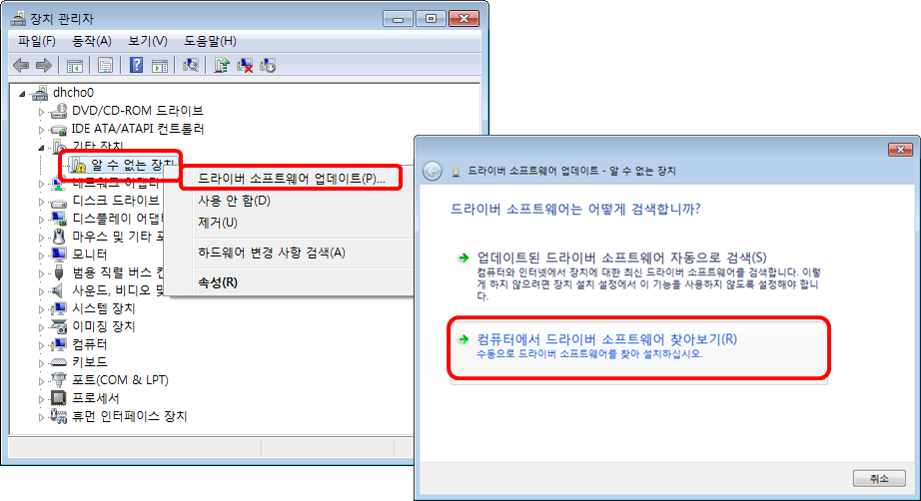 장치 관리자
파일(F) 동작(A) 보기(V) 도움말(H)
dhcho0
DVD/CD-ROM 드라이브
IDE ATA/ATAPI 컨트롤러
기타 장치
알 수 없는 장치
네트워크 어댑터
디스크 드라이브
디스플레이 어댑터
마우스 및 기타
모니터
범용 직렬 버스
사운드, 비디오 및
시스템 장치
이미징 장치
컴퓨터
키보드
포트(COM & LPT)
프로세서
휴먼 인터페이스 장치
드라이버 소프트웨어 업데이트(P)...
사용 안 함(D)
제거(U)
하드웨어 변경 사항 검색(A)
속성(R)
드라이버 소프트웨어 업데이트 - 알 수 없는 장치
드라이버 소프트웨어는 어떻게 검색합니까?
업데이트된 드라이버 소프트웨어 자동으로 검색(S)
컴퓨터와 인터넷에서 장치에 대한 최신 드라이버 소프트웨어를 검색합니다. 이렇
게 하지 않으려면 장치 설치 설정에서 이 기능을 사용하지 않도록 설정해야 합니
다.
컴퓨터에서 드라이버 소프트웨어 찾아보기(R)
수동으로 드라이버 소프트웨어를 찾아 설치하십시오.
취소